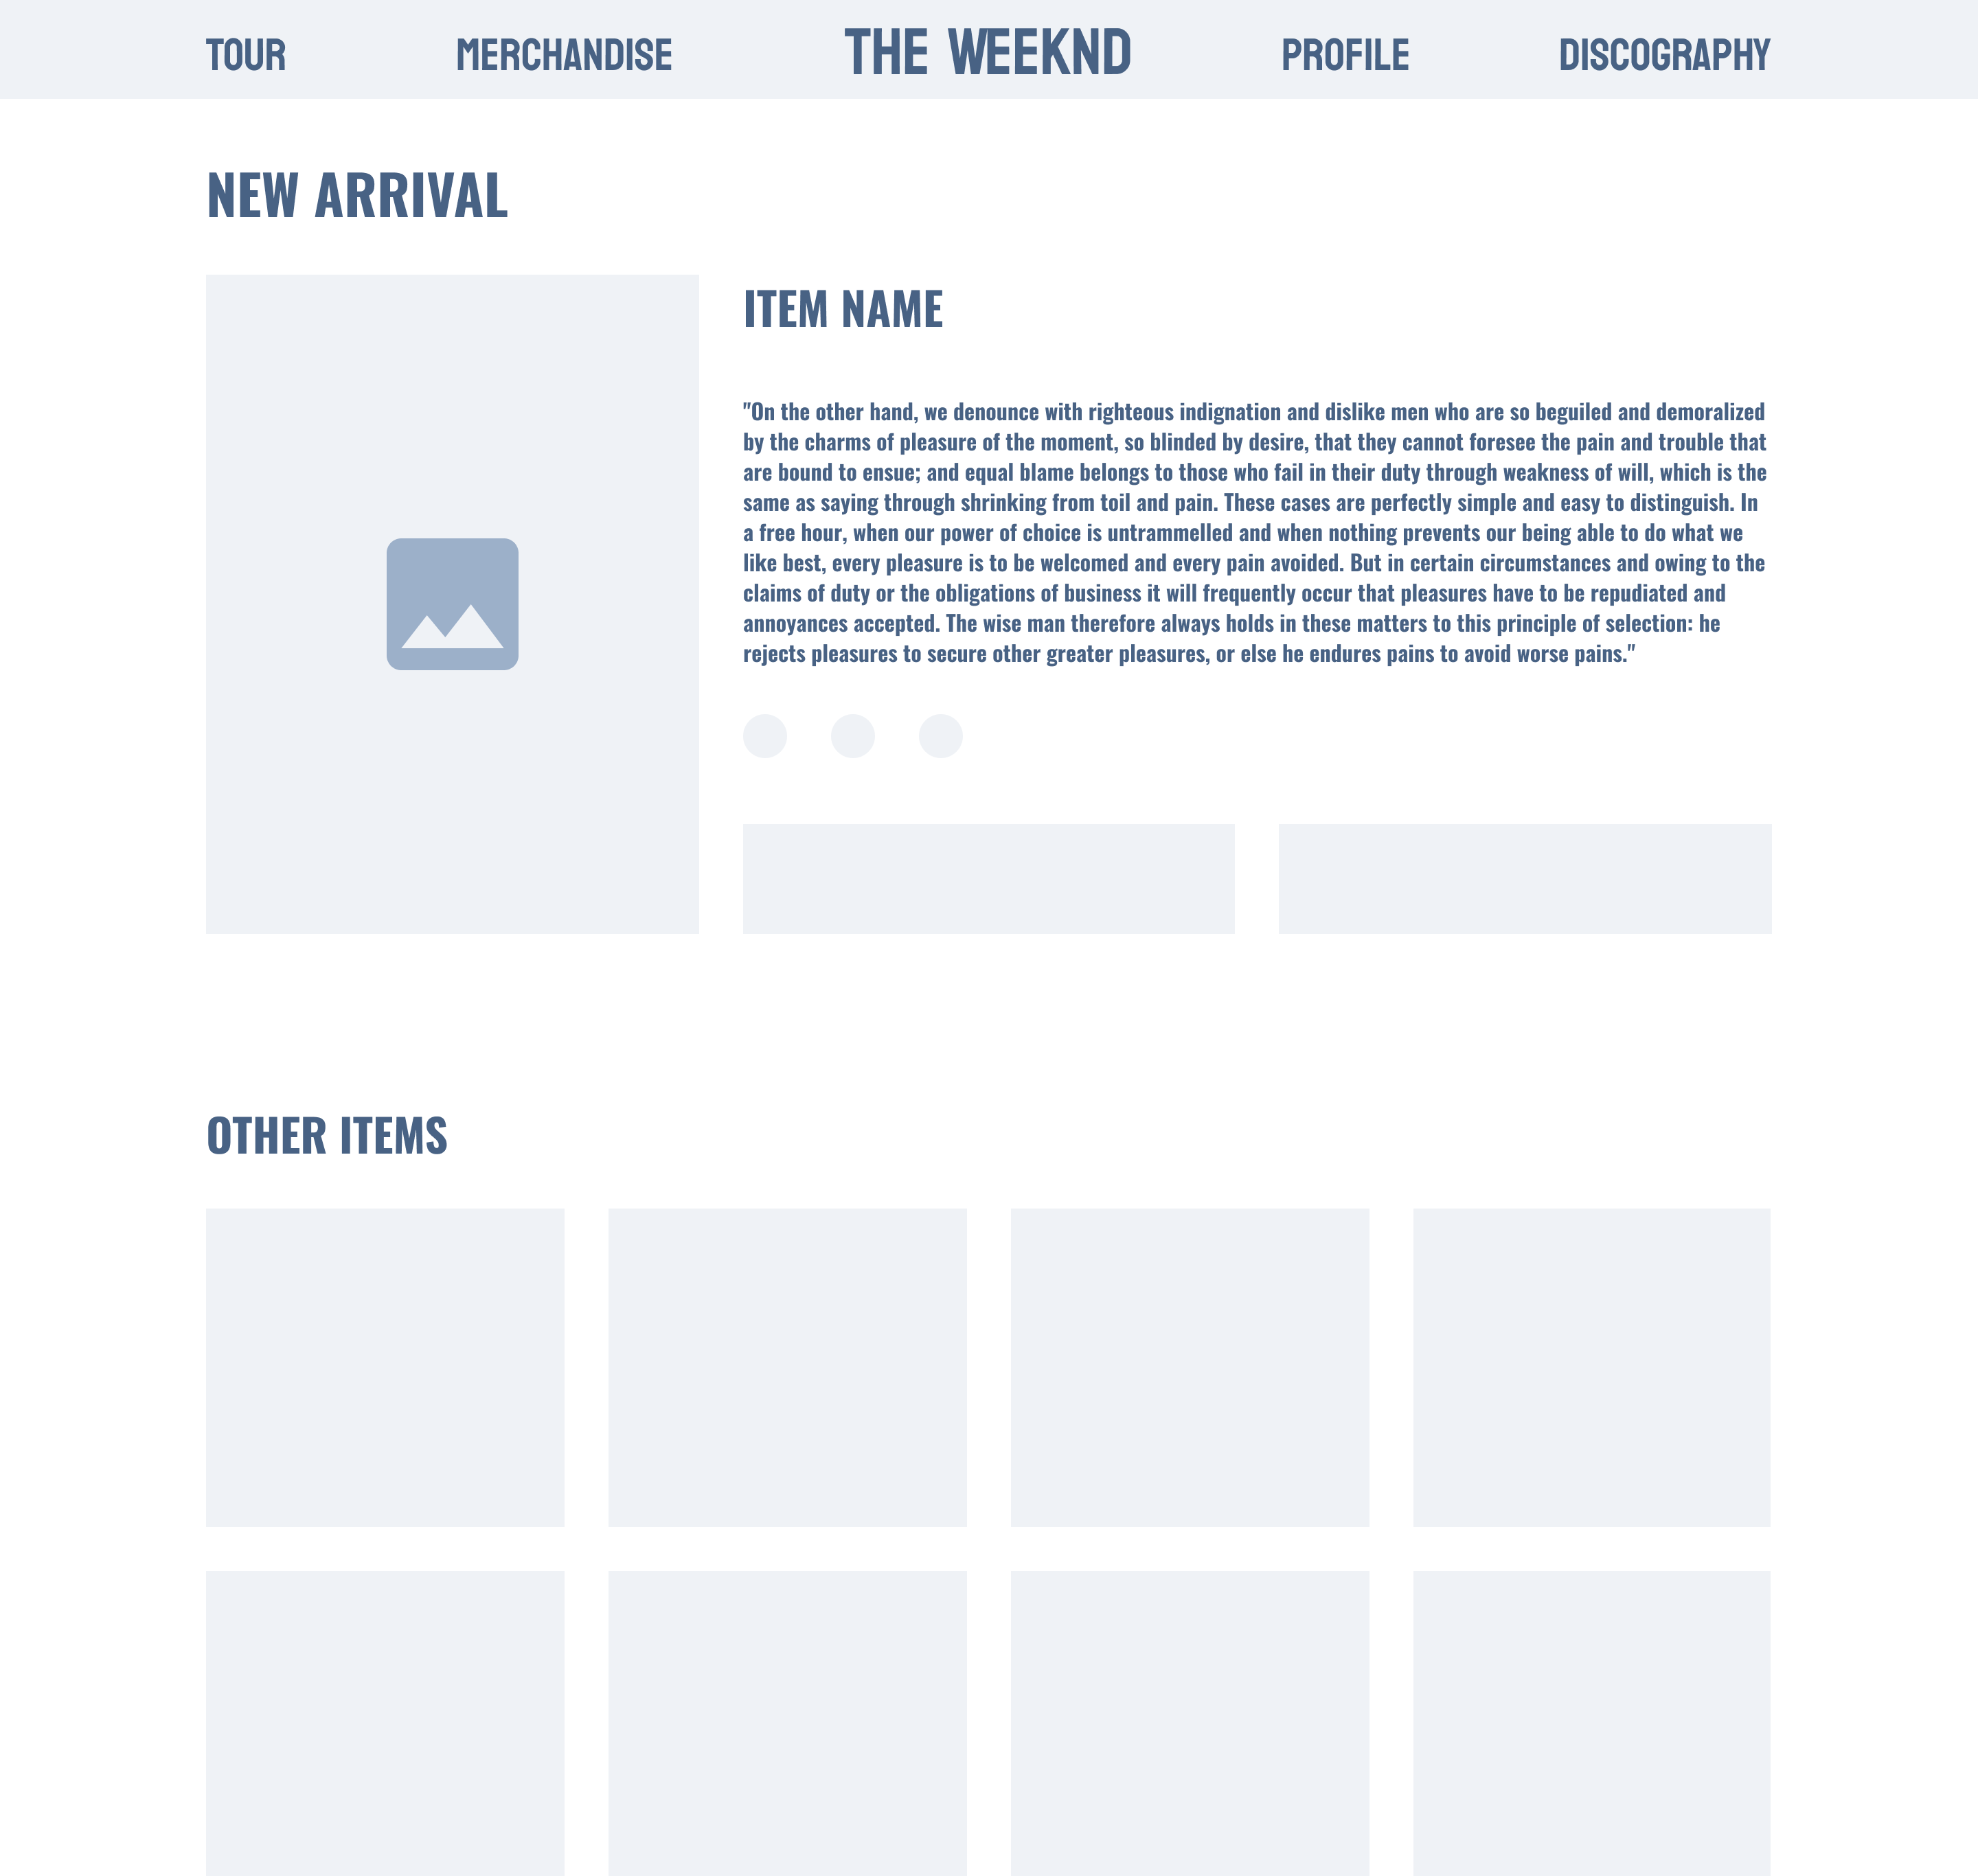 TOUR MERCHANDISE THE WEEKND PROFILE DISCOGRAPHY
NEW ARRIVAL
ITEM NAME
"On the other hand, we denounce with righteous indignation and dislike men who are so beguiled and demoralized
by the charms of pleasure of the moment, so blinded by desire, that they cannot foresee the pain and trouble that
are bound to ensue; and equal blame belongs to those who fail in their duty through weakness of will, which is the
same as saying through shrinking from toil and pain. These cases are perfectly simple and easy to distinguish. In
a free hour, when our power of choice is untrammelled and when nothing prevents our being able to do what we
like best, every pleasure is to be welcomed and every pain avoided. But in certain circumstances and owing to the
claims of duty or the obligations of business it will frequently occur that pleasures have to be repudiated and
annoyances accepted. The wise man therefore always holds in these matters to this principle of selection: he
rejects pleasures to secure other greater pleasures, or else he endures pains to avoid worse pains."
OTHER ITEMS